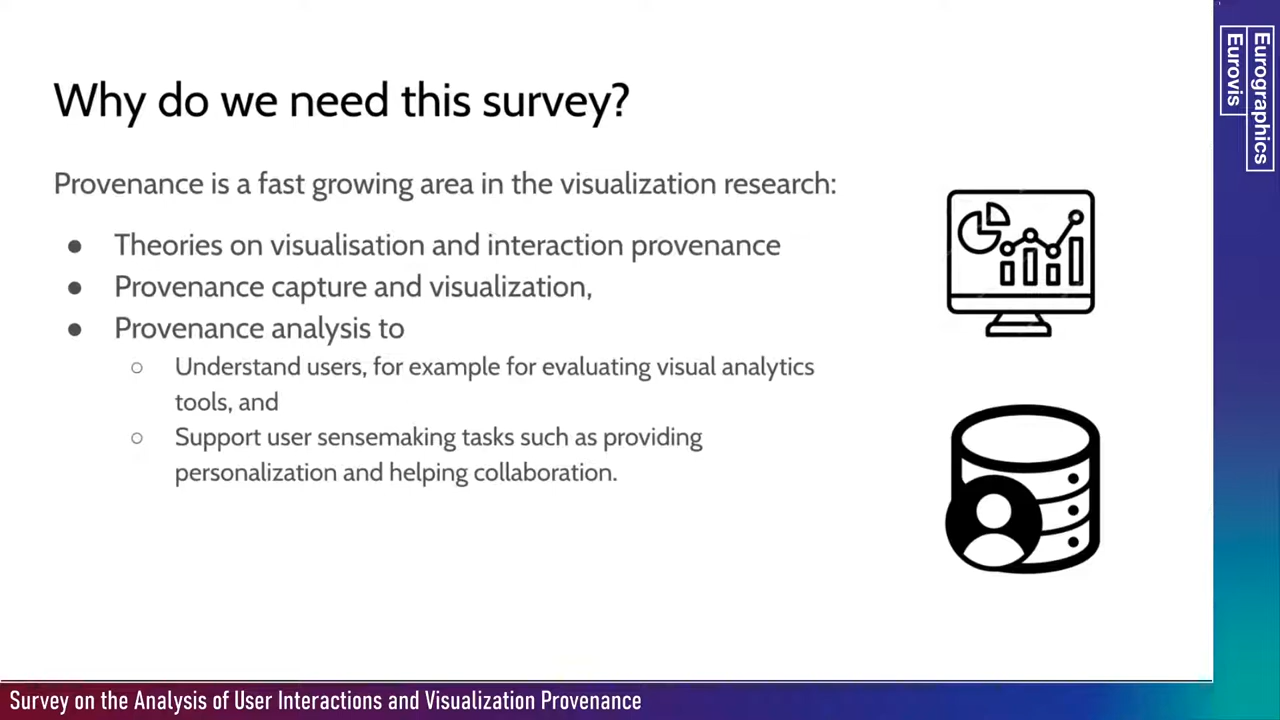 Why do we need this survey?
Provenance is a fast growing area in the visualization research:
● Theories on visualisation and interaction provenance
● Provenance capture and visualization,
● Provenance analysis to
○ Understand users, for example for evaluating visual analytics
tools, and
○ Support user sensemaking tasks such as providing
personalization and helping collaboration.
Eurographics
Eurovis
Survey on the Analysis of User Interactions and Visualization Provenance